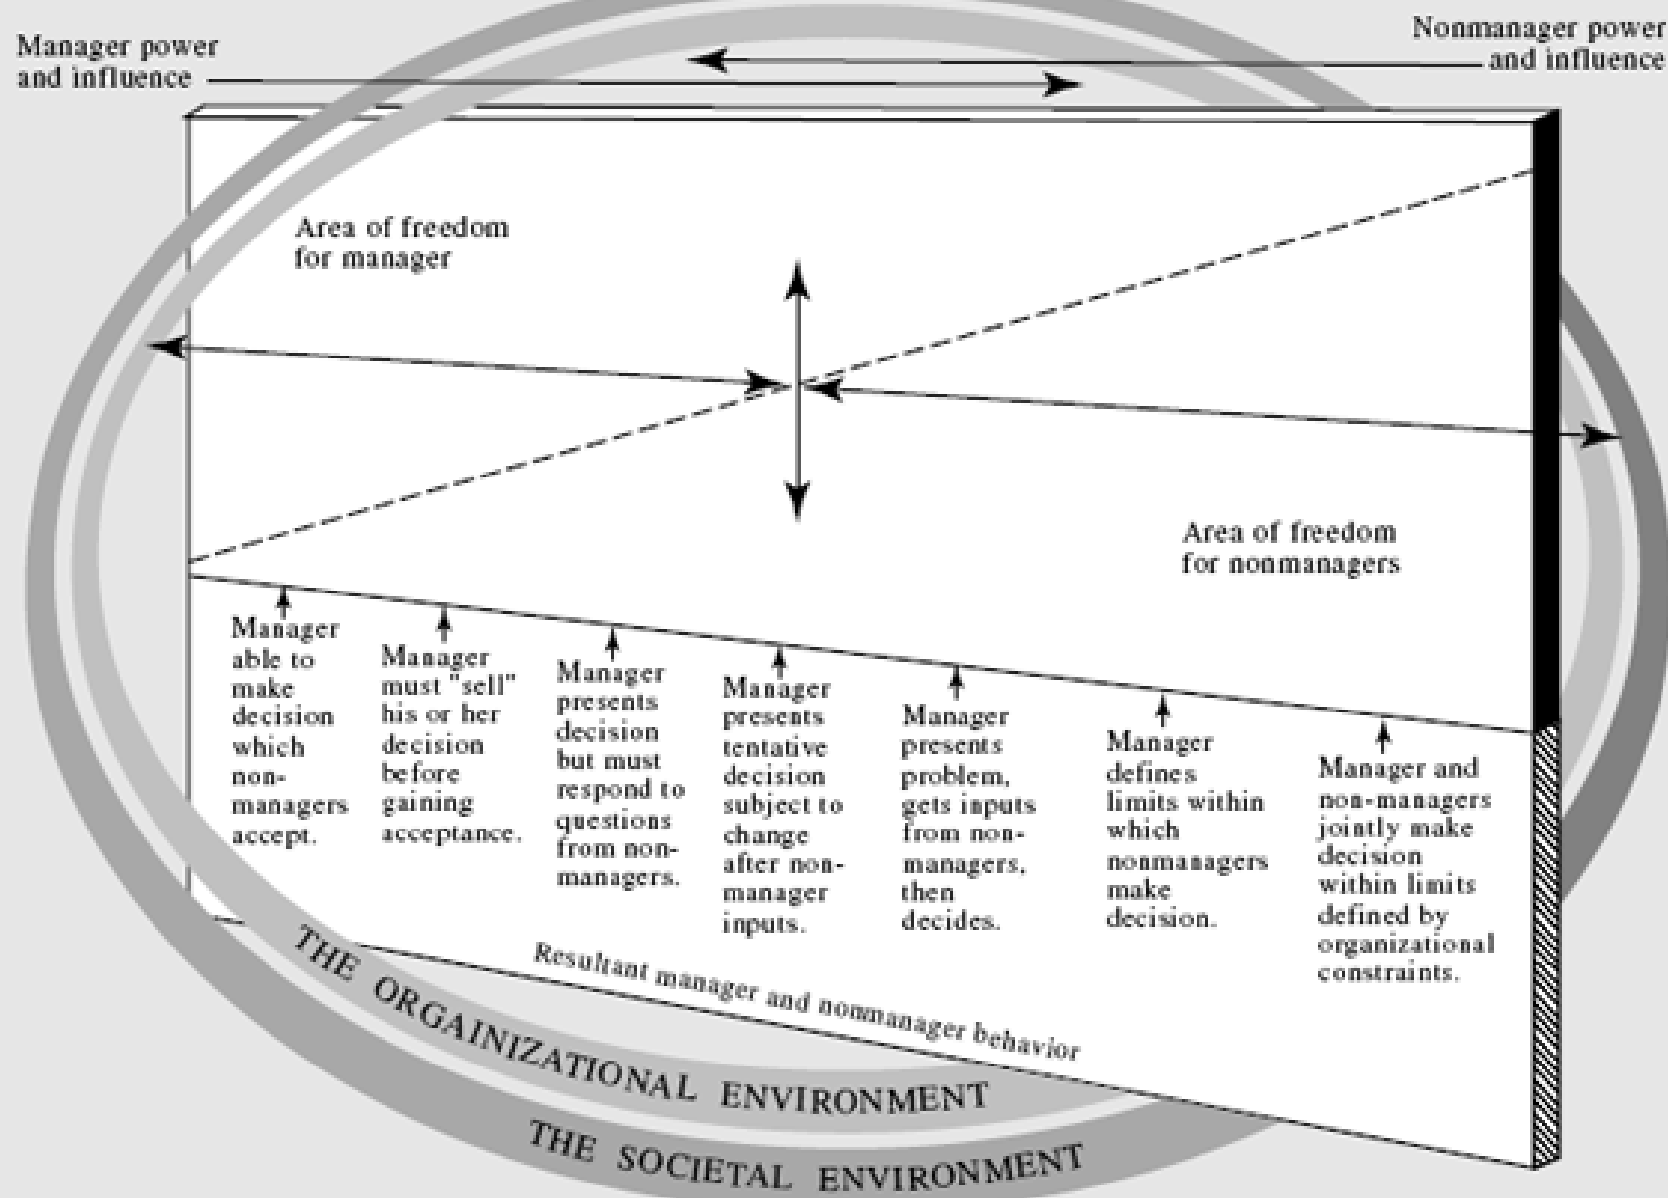 Manager power
and influence
Nonmanager power
and influence
Area of freedom
for manager
Area of freedom
for nonmanagers
Manager
able to
make
decision
which
non-
managers
accept.
Manager
must "sell"
his or her
decision
before
gaining
acceptance.
Manager
presents
decision
but must
respond to
questions
from non-
managers.
Manager
presents
tentative
decision
subject to
change
after non-
manager
inputs.
Manager
presents
problem,
gets inputs
from non-
managers,
then
decides.
Manager
defines
limits within
which
nonmanagers
make
decision.
Manager and
non-managers
jointly make
decision
within limits
defined by
organizational
constraints.
Resultant manager and nonmanager behavior
THE ORGAINIZATIONAL ENVIRONMENT
THE SOCIETAL ENVIRONMENT